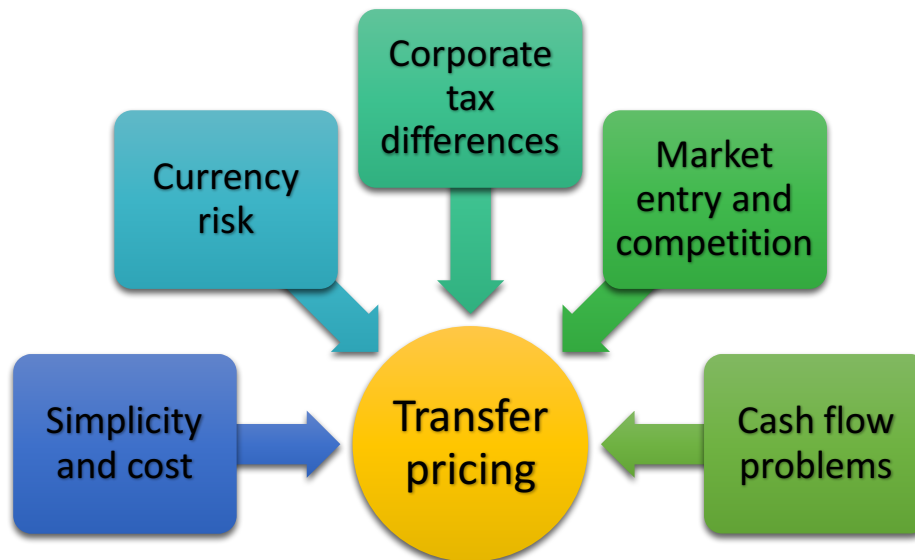 Simplicity
and cost
Currency
risk
Corporate
tax
differences
Market
entry and
competition
Cash flow
problems
Transfer
pricing